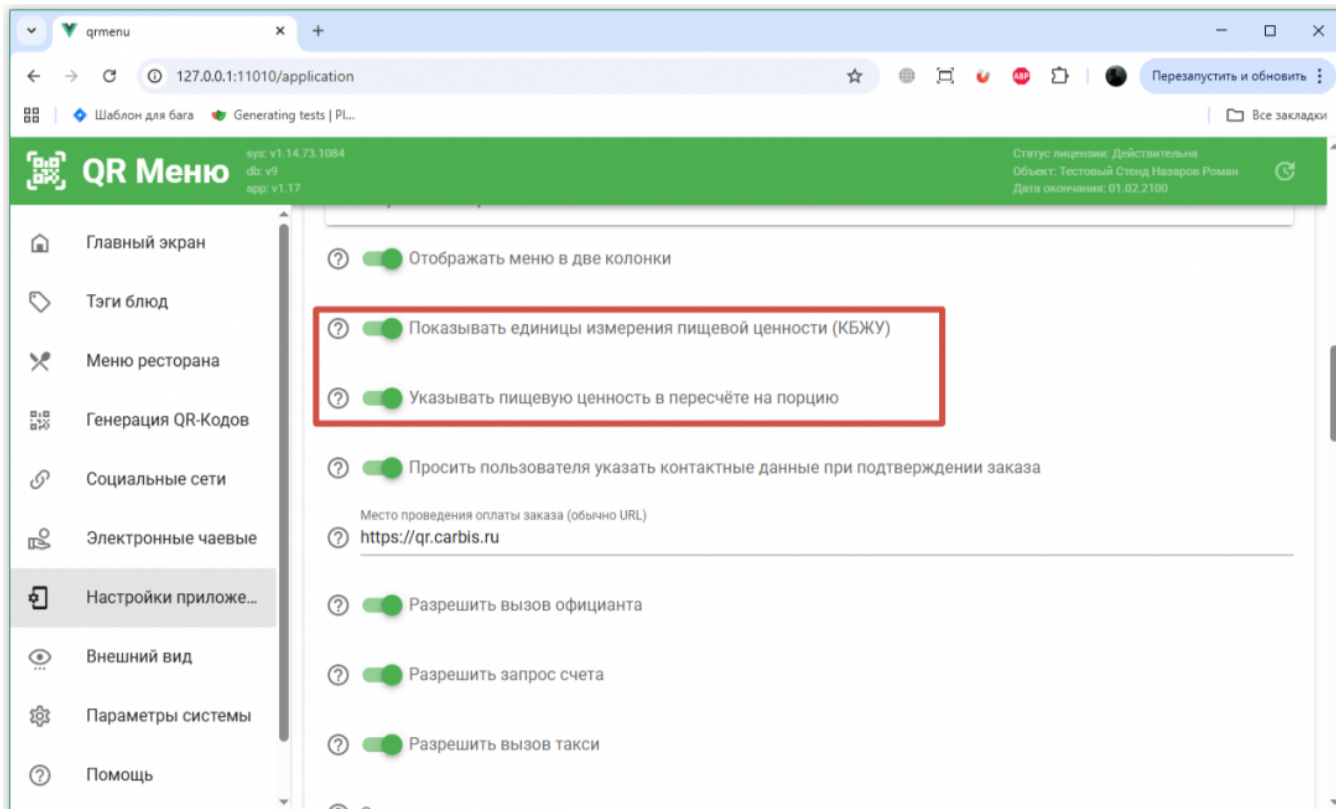 qrmenu
127.0.0.1:11010/application
ABP
Перезапустить и обновить
Шаблон для бага
Generating tests | Pl...
Все закладки
QR Меню
sys: v1.14.73.1084
db: v9
app: v1.17
Статус лицензии: Действительна
Объект: Тестовый Стенд Назаров Роман
Дата окончания: 01.02.2100
Главный экран
Тэги блюд
Меню ресторана
Генерация QR-Кодов
Социальные сети
Электронные чаевые
Настройки приложе...
Внешний вид
Параметры системы
Помощь
Отображать меню в две колонки
Показывать единицы измерения пищевой ценности (КБЖУ)
Указывать пищевую ценность в пересчёте на порцию
Просить пользователя указать контактные данные при подтверждении заказа
Место проведения оплаты заказа (обычно URL)
https://qr.carbis.ru
Разрешить вызов официанта
Разрешить запрос счета
Разрешить вызов такси